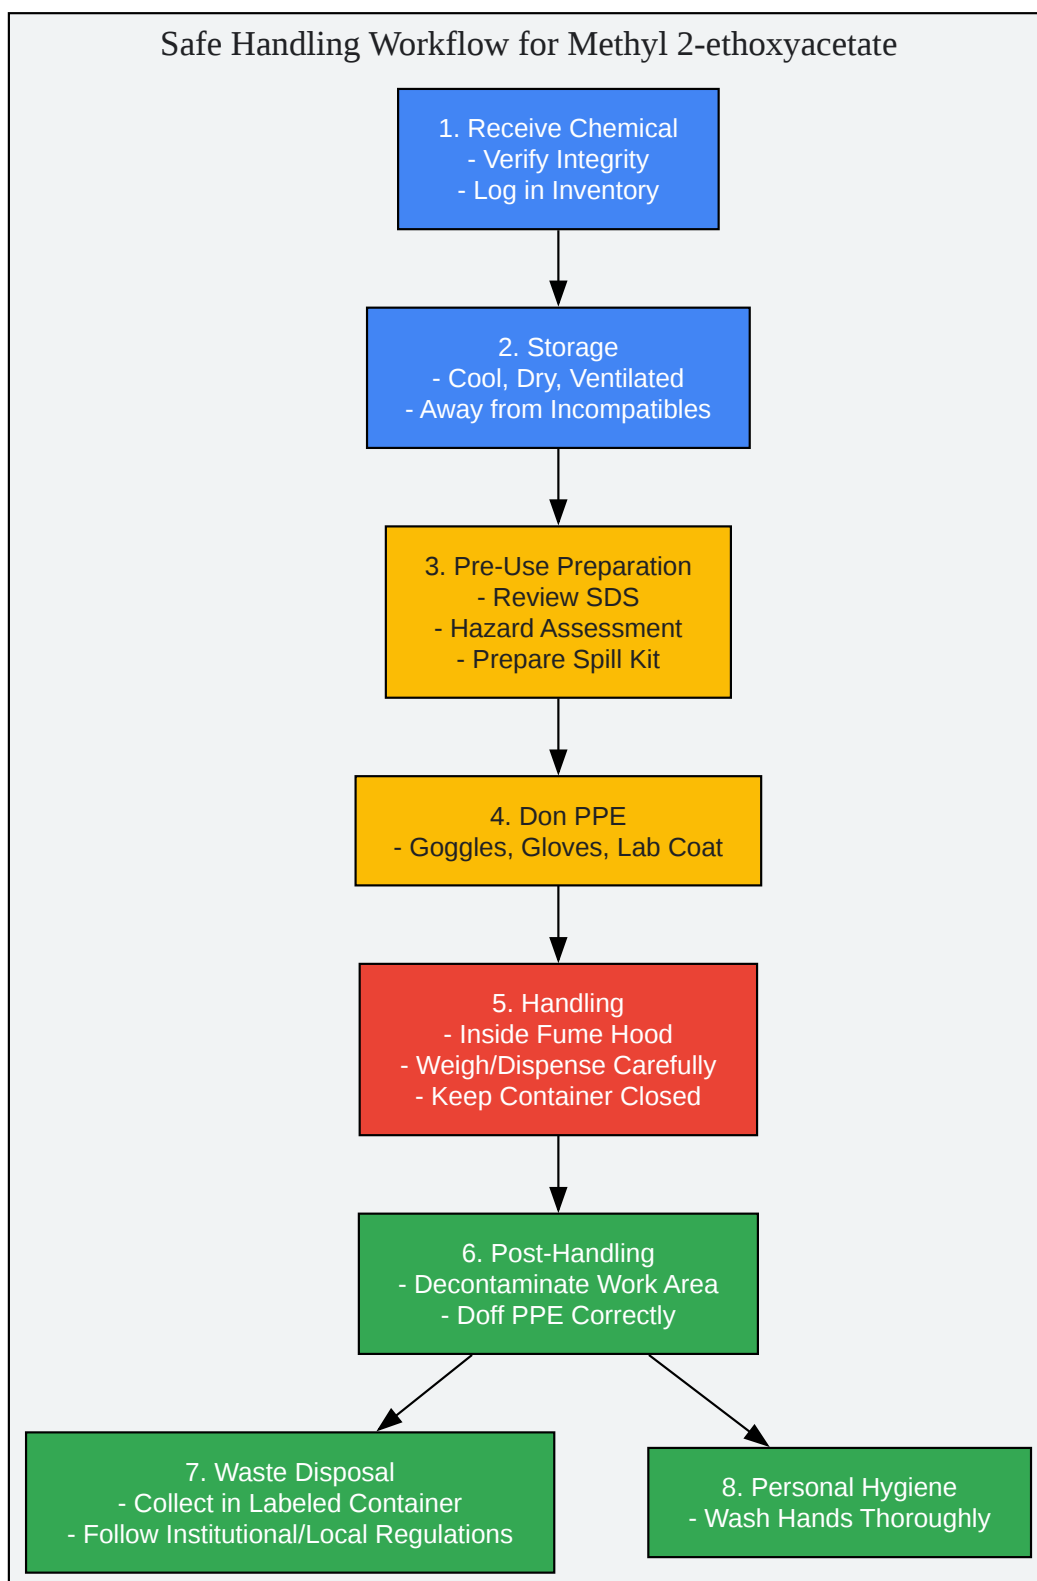 Safe Handling Workflow for Methyl 2-ethoxyacetate
1. Receive Chemical
- Verify Integrity
- Log in Inventory
2. Storage
- Cool, Dry, Ventilated
- Away from Incompatibles
3. Pre-Use Preparation
- Review SDS
- Hazard Assessment
- Prepare Spill Kit
4. Don PPE
- Goggles, Gloves, Lab Coat
5. Handling
- Inside Fume Hood
- Weigh/Dispense Carefully
- Keep Container Closed
6. Post-Handling
- Decontaminate Work Area
- Doff PPE Correctly
7. Waste Disposal
- Collect in Labeled Container
- Follow Institutional/Local Regulations
8. Personal Hygiene
- Wash Hands Thoroughly